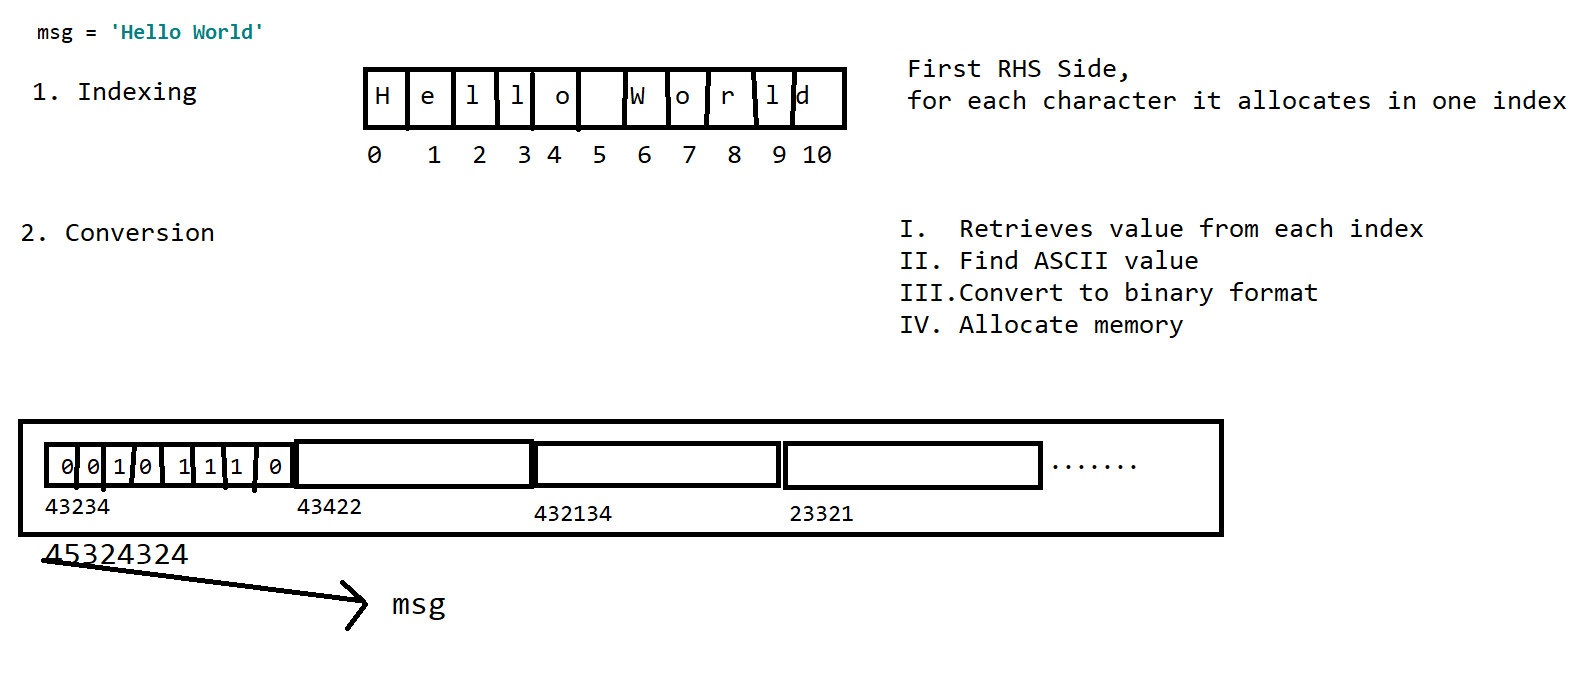 msg = 'Hello World'
1. Indexing
H e l l o W o r l d
0 1 2 3 4 5 6 7 8 9 10
First RHS Side,
for each character it allocates in one index
2. Conversion
I. Retrieves value from each index
II. Find ASCII value
III.Convert to binary format
IV. Allocate memory
0 0 1 0 1 1 1 0
.......
43234 43422 432134 23321
45324324
msg